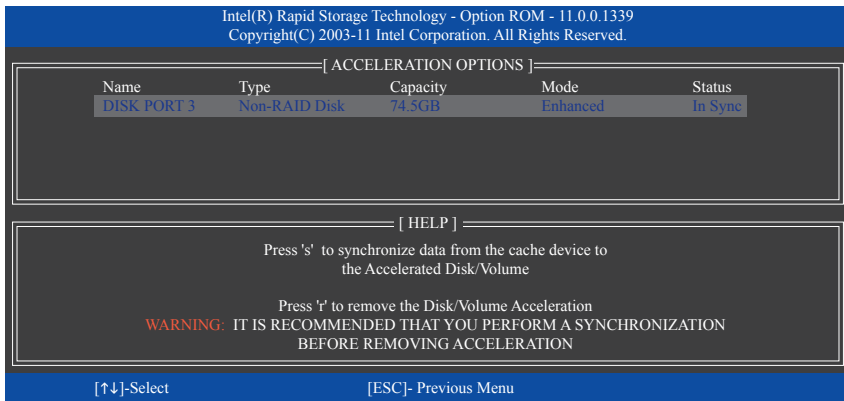 Intel(R) Rapid Storage Technology - Option ROM - 11.0.0.1339
Copyright(C) 2003-11 Intel Corporation. All Rights Reserved.
[ ACCELERATION OPTIONS ]
Name Type Capacity Mode Status
DISK PORT 3 Non-RAID Disk 74.5GB Enhanced In Sync
[ HELP ]
Press 's' to synchronize data from the cache device to
the Accelerated Disk/Volume
Press 'r' to remove the Disk/Volume Acceleration
WARNING: IT IS RECOMMENDED THAT YOU PERFORM A SYNCHRONIZATION
BEFORE REMOVING ACCELERATION
[↑↓]-Select [ESC]- Previous Menu